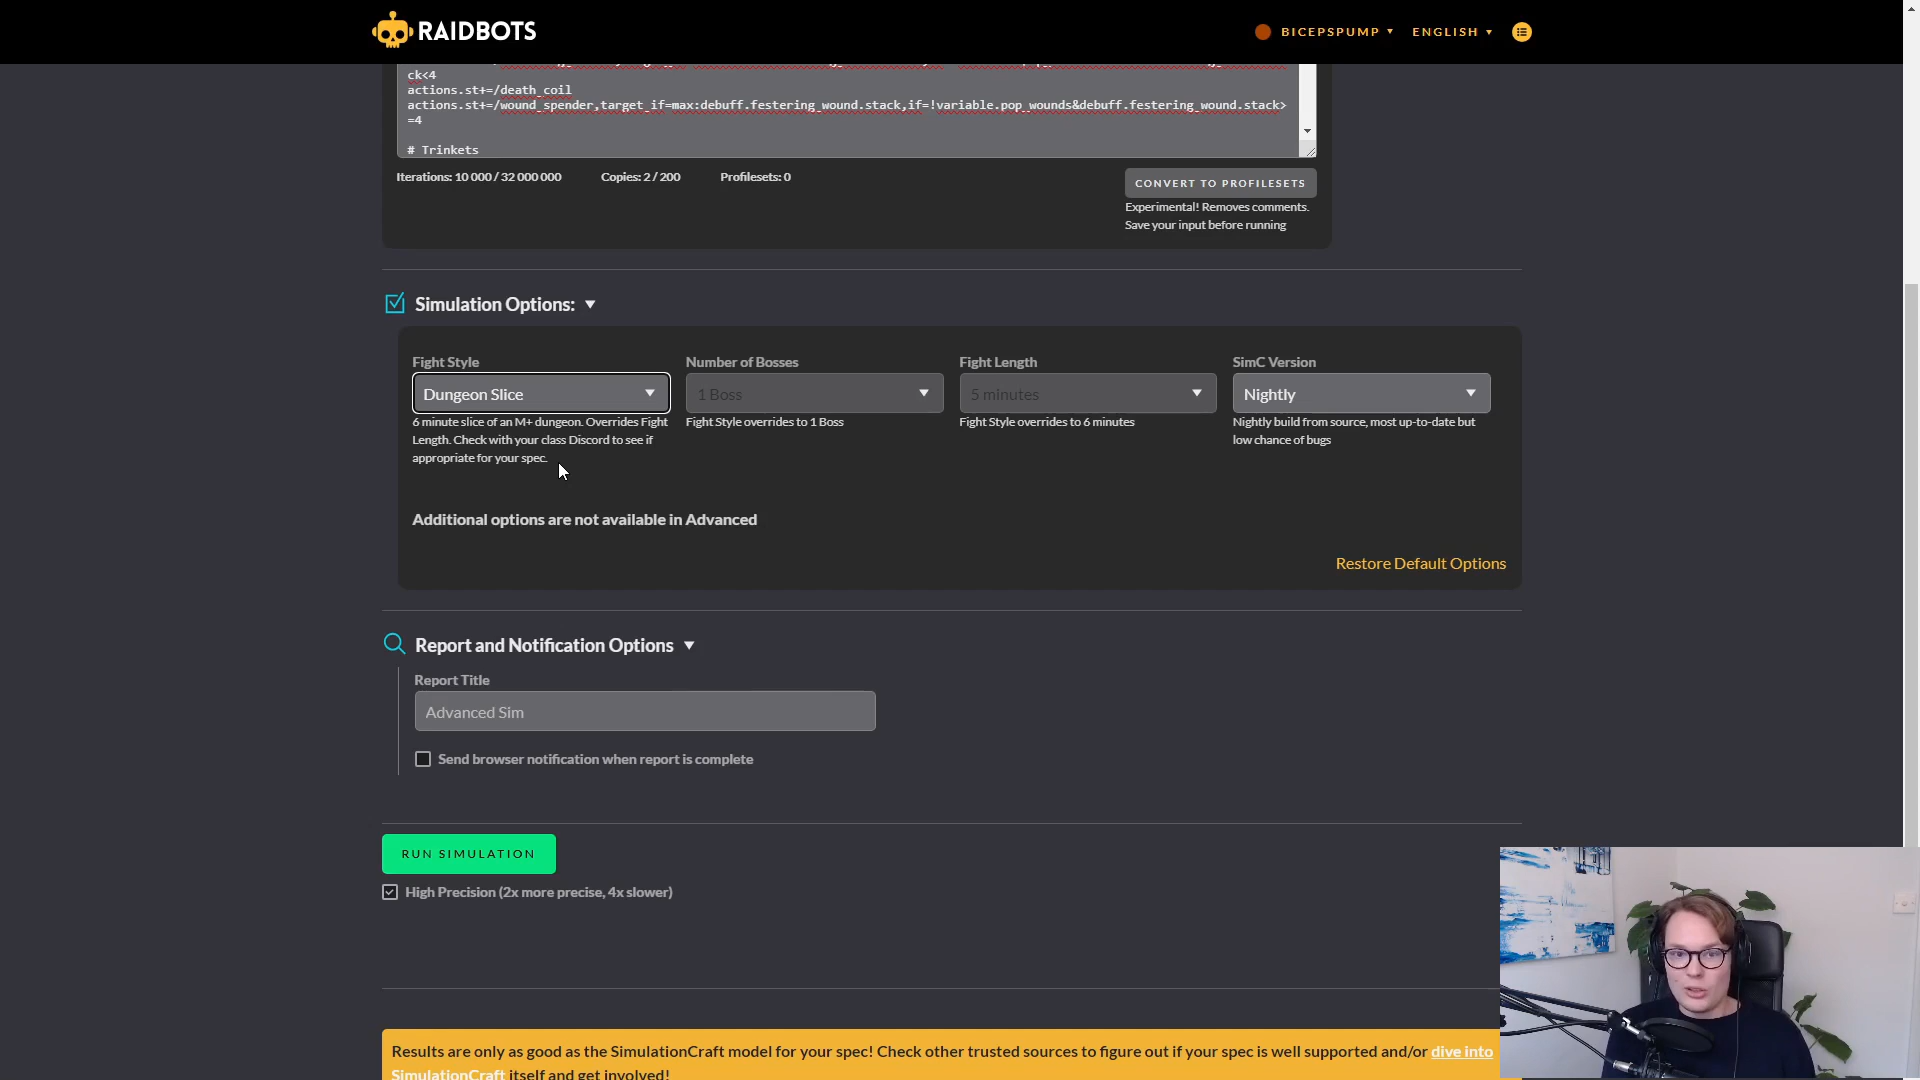 RAIDBOTS
BICEPSPUMP
ENGLISH
ck<4
actions.st+=/death_coil
actions.st+=/wound_spender,target_if=max:debuff.festering_wound.stack,if=!variable.pop_wounds&debuff.festering_wound.stack>
=4
# Trinkets
Iterations: 10 000 / 32 000 000 Copies: 2 / 200 Profilesets: 0
CONVERT TO PROFILESETS
Experimental! Removes comments.
Save your input before running
Simulation Options:
Fight Style Number of Bosses Fight Length SimC Version
Dungeon Slice 1 Boss 5 minutes Nightly
6 minute slice of an M+ dungeon. Overrides Fight
Length. Check with your class Discord to see if
appropriate for your spec.
Fight Style overrides to 1 Boss
Fight Style overrides to 6 minutes
Nightly build from source, most up-to-date but
low chance of bugs
Additional options are not available in Advanced
Restore Default Options
Report and Notification Options
Report Title
Advanced Sim
Send browser notification when report is complete
RUN SIMULATION
High Precision (2x more precise, 4x slower)
Results are only as good as the SimulationCraft model for your spec! Check other trusted sources to figure out if your spec is well supported and/or dive into
SimulationCraft itself and get involved!